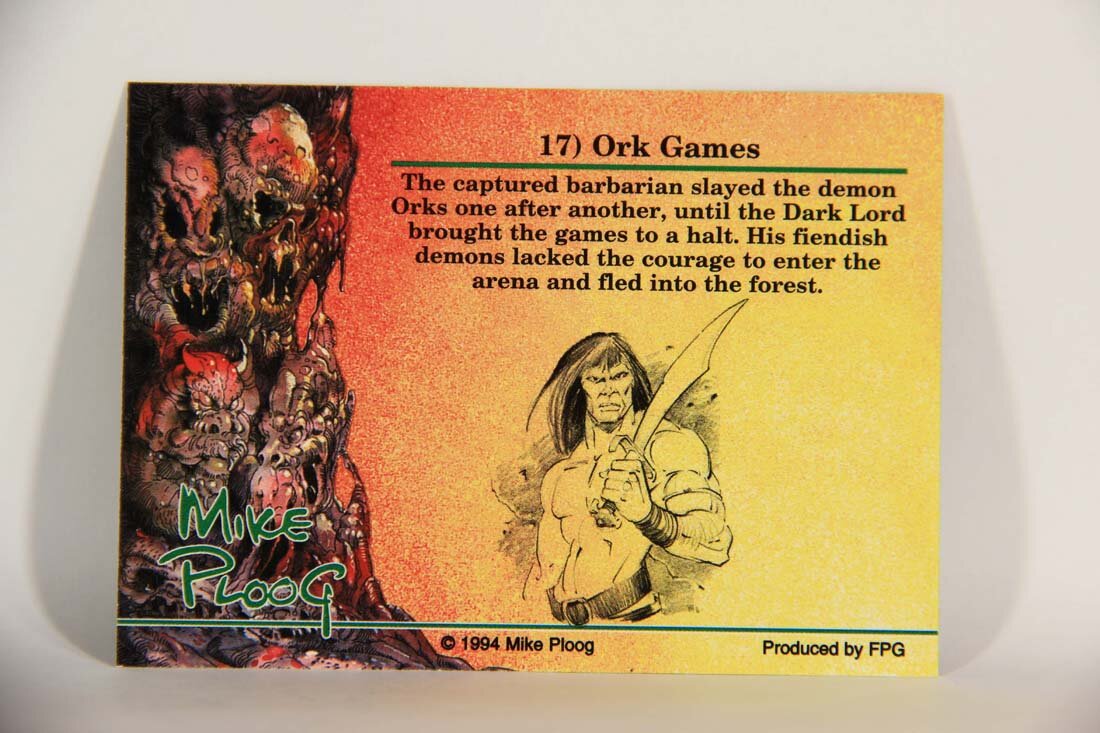 17) Ork Games
The captured barbarian slayed the demon
Orks one after another, until the Dark Lord
brought the games to a halt. His fiendish
demons lacked the courage to enter the
arena and fled into the forest.
MIKE
PLOOG
© 1994 Mike Ploog
Produced by FPG